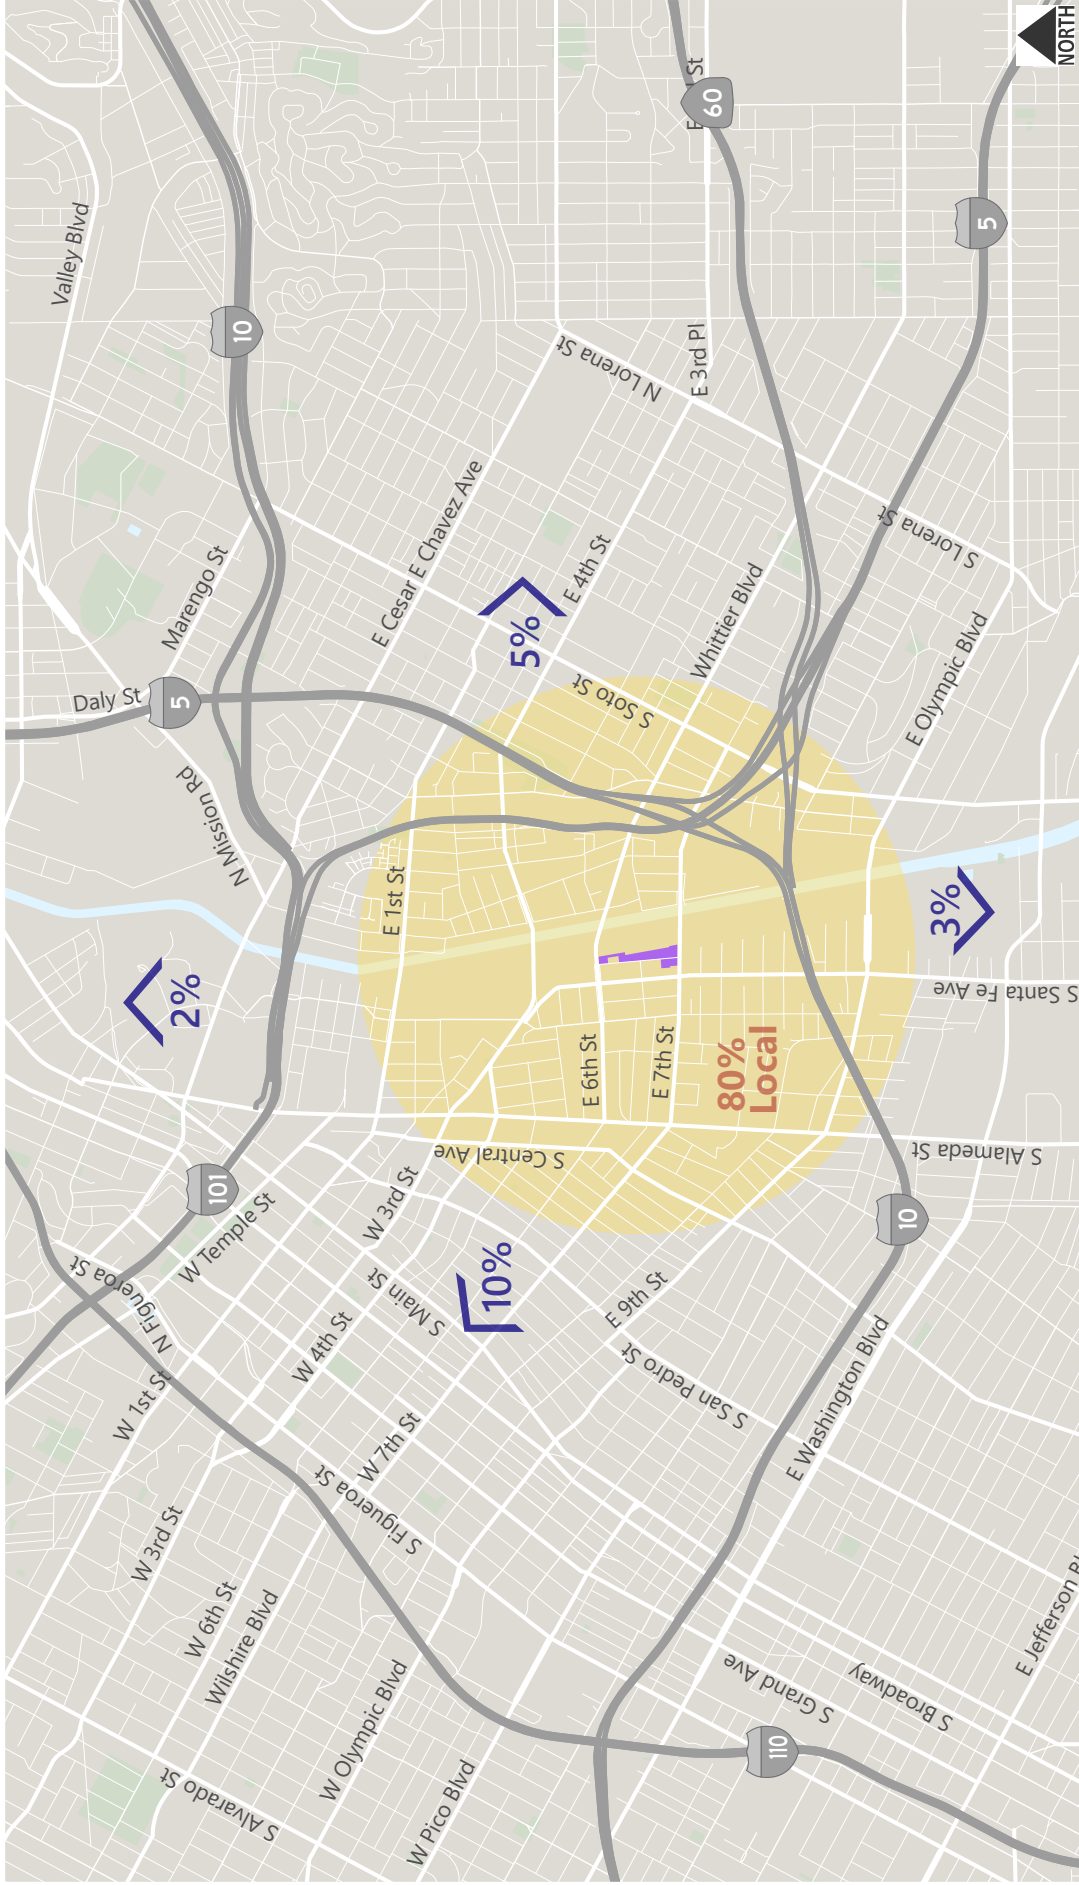 NORTH
E
St
60
5
Valley Blvd
10
E 3rd Pl
N Lorena St
S Lorena St
E Cesar E Chavez Ave
E 4th St
Marengo St
Whittier Blvd
E Olympic Blvd
5%
Daly St
5
S Soto St
N Mission Rd
E 1st St
3%
2%
S Santa Fe Ave
E 6th St
E 7th St
80%
Local
S Central Ave
S Alameda St
101
10
W Temple St
W 3rd St
10%
N Figueroa St
S Main St
E 9th St
W 4th St
S San Pedro St
W 1st St
E Washington Blvd
W 7th St
S Figueroa St
W 3rd St
W 6th St
Wilshire Blvd
E Jefferson Bl
W Olympic Blvd
S Grand Ave
S Broadway
110
S Alvarado St
W Pico Blvd